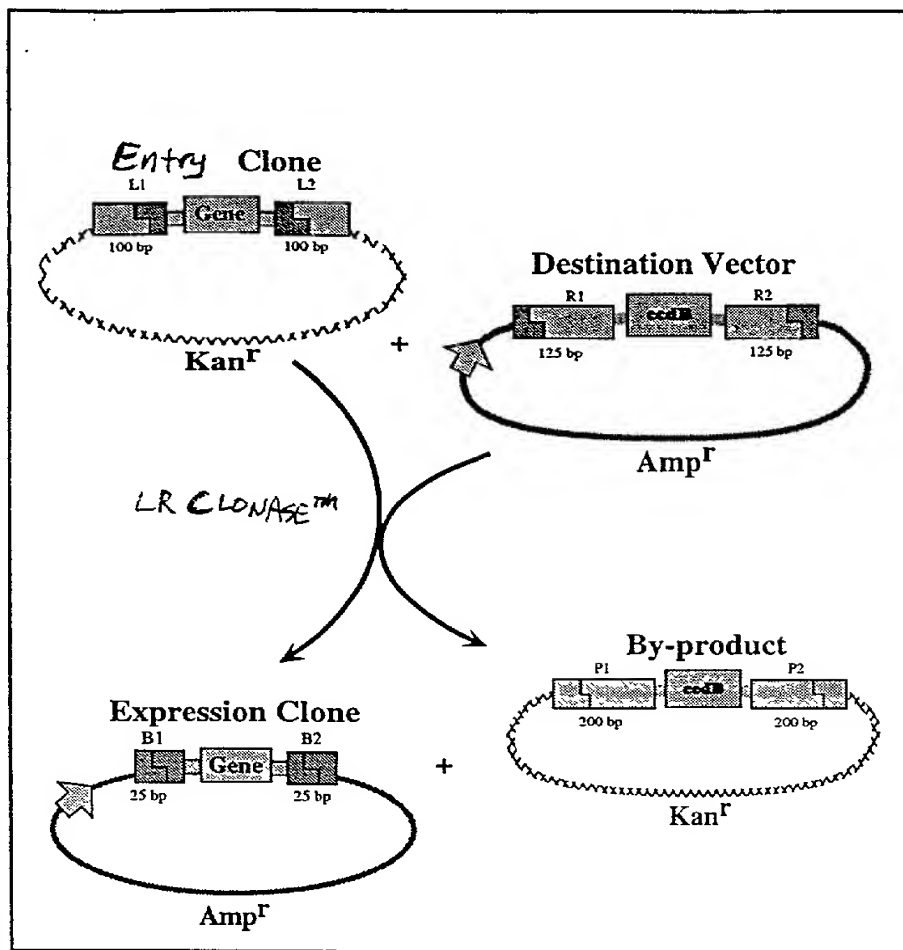 Entry Clone
L1 L2
Gene
100 bp 100 bp
Kanr
+
Destination Vector
R1 R2
ccdB
125 bp 125 bp
Ampr
LR CLONASE™
Expression Clone
B1 B2
Gene
25 bp 25 bp
Ampr
+
By-product
P1 P2
ccdB
200 bp 200 bp
Kanr